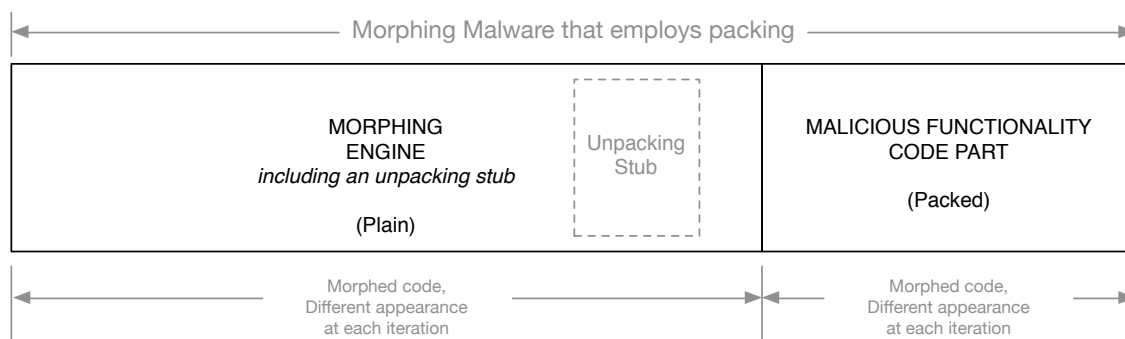 Morphing Malware that employs packing
MORPHING
ENGINE
including an unpacking stub
(Plain)
Unpacking
Stub
MALICIOUS FUNCTIONALITY
CODE PART
(Packed)
Morphed code,
Different appearance
at each iteration
Morphed code,
Different appearance
at each iteration